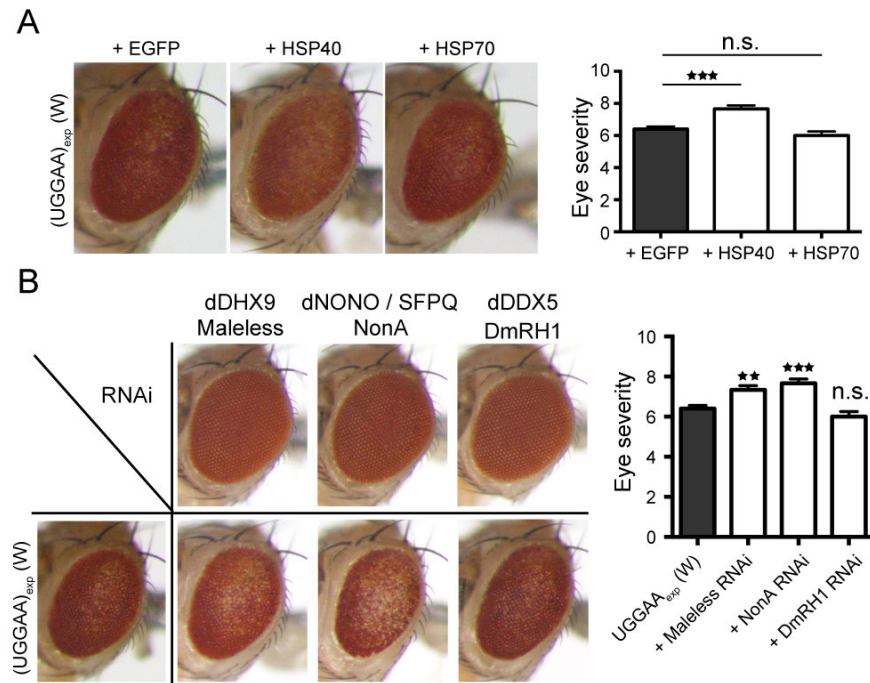 A
+ EGFP
+ HSP40
+ HSP70
(UGGAA)exp (W)
n.s.
★★★
Eye severity
10
8
6
4
2
0
+ EGFP
+ HSP40
+ HSP70
B
RNAi
dDHX9
Maleless
dNONO / SFPQ
NonA
dDDX5
DmRH1
(UGGAA)exp (W)
★★
★★★
n.s.
Eye severity
10
8
6
4
2
0
UGGAAexp (W)
+ Maleless RNAi
+ NonA RNAi
+ DmRH1 RNAi